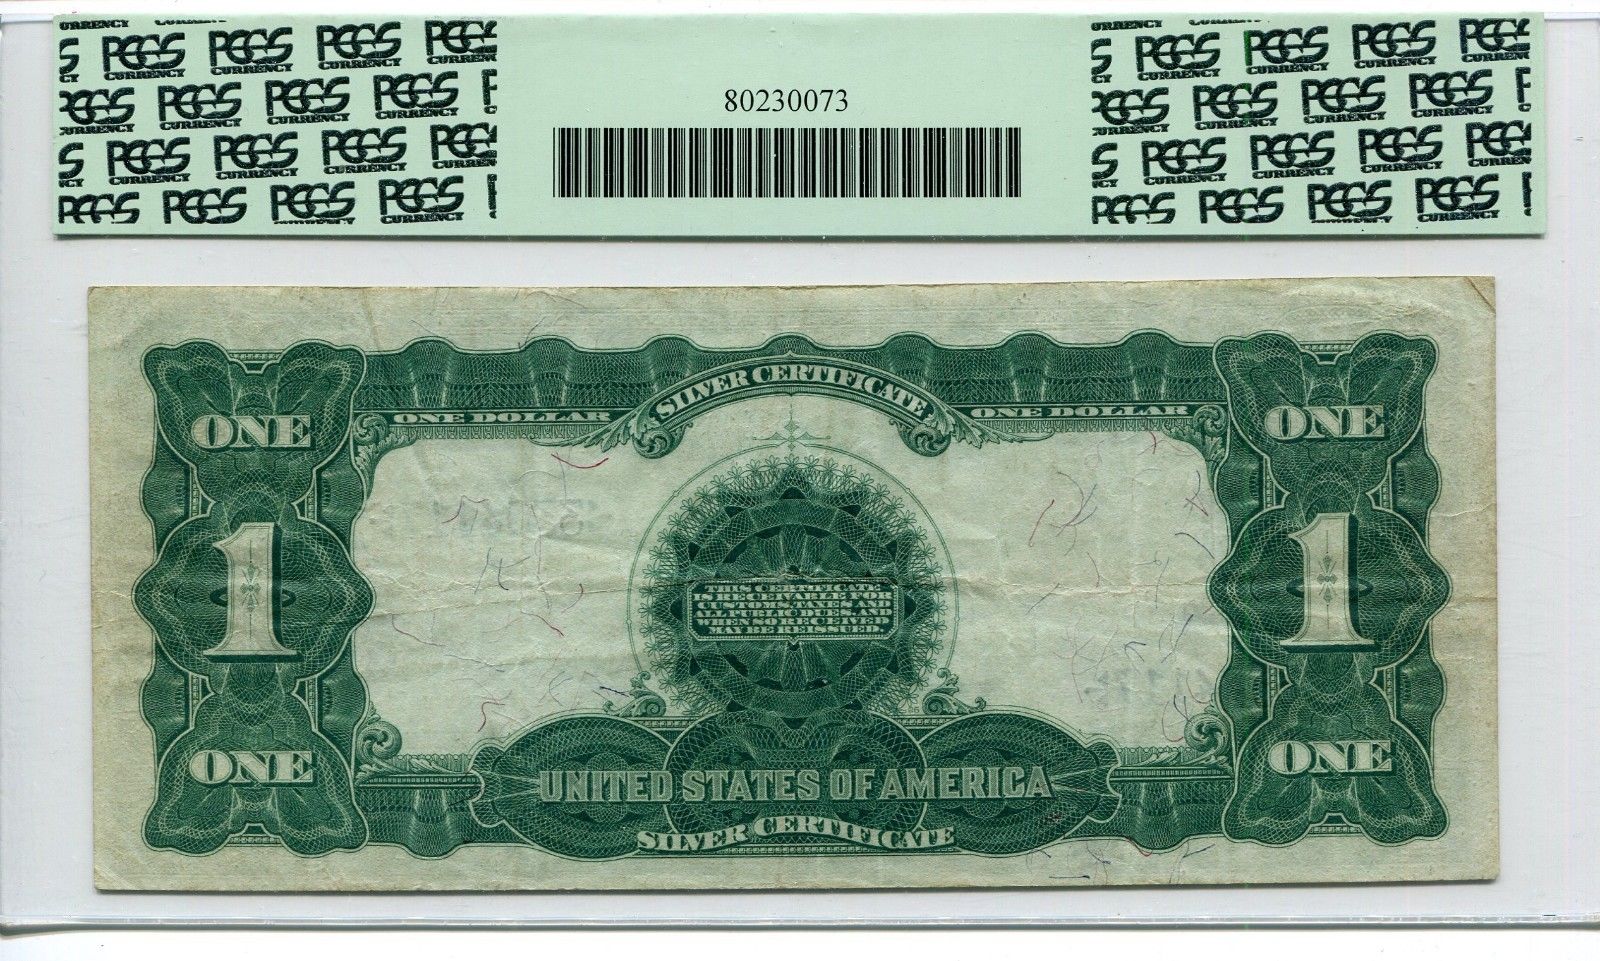 PCGS CURRENCY
80230073
PCGS CURRENCY
SILVER CERTIFICATE
ONE DOLLAR ONE DOLLAR
ONE ONE
1 1
THIS CERTIFICATE
IS RECEIVABLE FOR
CUSTOMS, TAXES AND
ALL PUBLIC DUES, AND
WHEN SO RECEIVED
MAY BE REISSUED.
ONE ONE
UNITED STATES OF AMERICA
SILVER CERTIFICATE